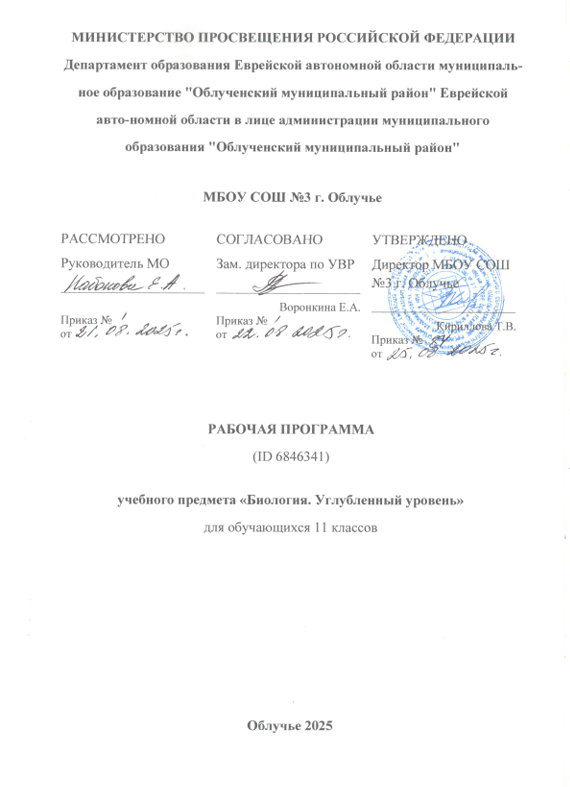 МИНИСТЕРСТВО ПРОСВЕЩЕНИЯ РОССИЙСКОЙ ФЕДЕРАЦИИ
Департамент образования Еврейской автономной области муниципаль-
ное образование "Облученский муниципальный район" Еврейской
авто-номной области в лице администрации муниципального
образования "Облученский муниципальный район"
МБОУ СОШ №3 г. Облучье
РАССМОТРЕНО
Руководитель МО
Е А.
Приказ № 1
от 21.08.2025г.
СОГЛАСОВАНО
Зам. директора по УВР
Воронкина Е.А.
Приказ № 1
от 22.08 2025г.
УТВЕРЖДЕНО
Директор МБОУ СОШ
№3 г. Облучье
Кириллова Т.В.
Приказ №
от 25.08 2025г.
РАБОЧАЯ ПРОГРАММА
(ID 6846341)
учебного предмета «Биология. Углубленный уровень»
для обучающихся 11 классов
Облучье 2025